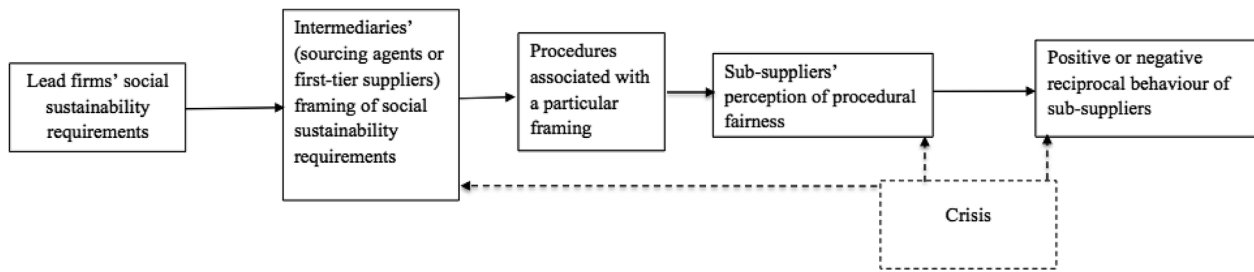 Lead firms’ social
sustainability
requirements
Intermediaries’
(sourcing agents or
first-tier suppliers)
framing of social
sustainability
requirements
Procedures
associated with
a particular
framing
Sub-suppliers’
perception of procedural
fairness
Positive or negative
reciprocal behaviour of
sub-suppliers
Crisis